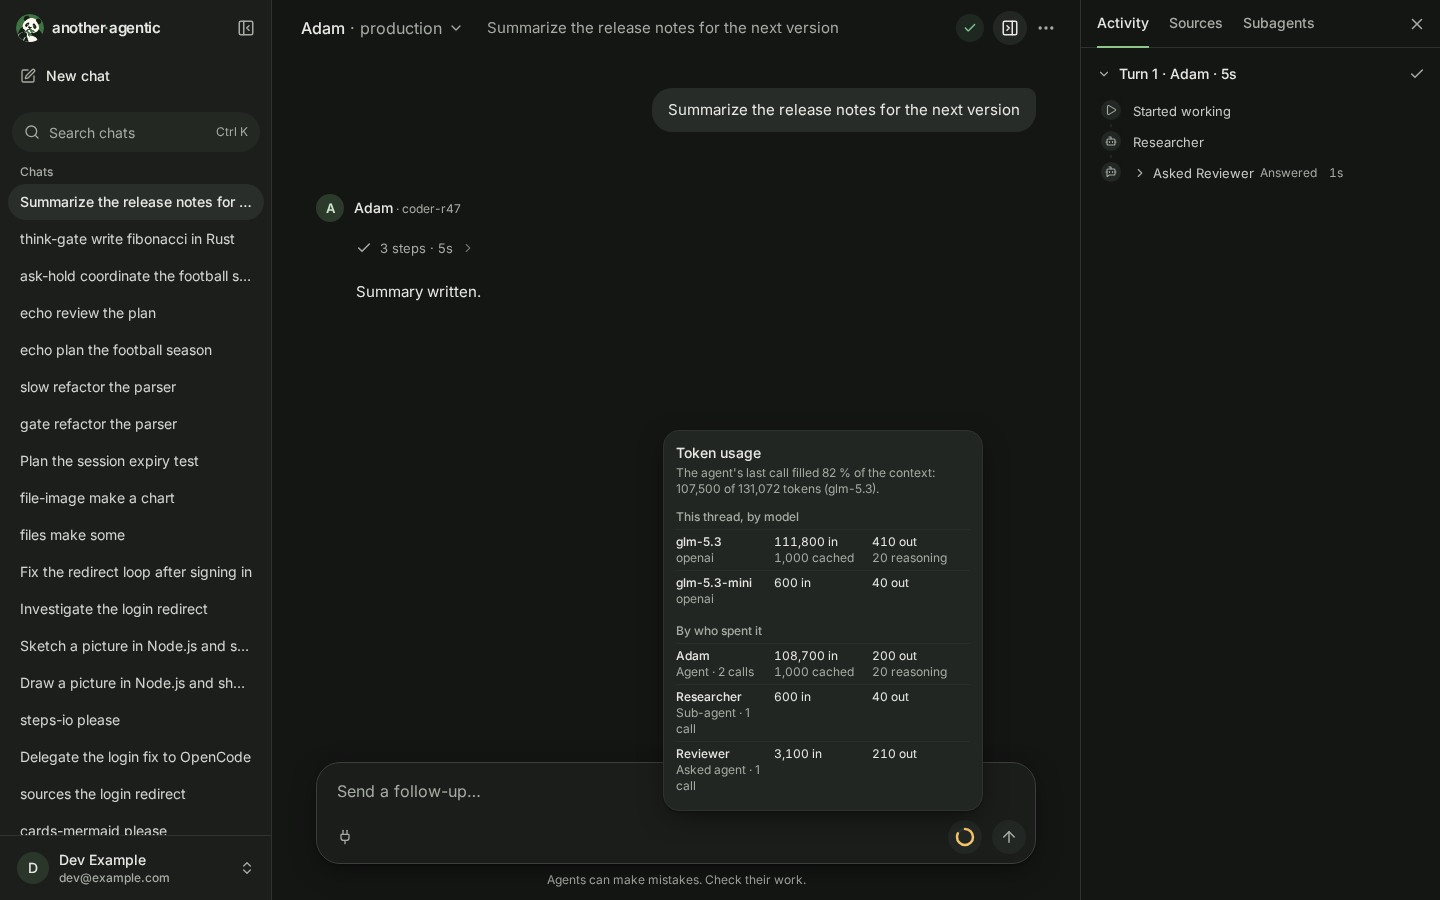 another·agentic
New chat
Search chats Ctrl K
Chats
Summarize the release notes for ...
think-gate write fibonacci in Rust
ask-hold coordinate the football s...
echo review the plan
echo plan the football season
slow refactor the parser
gate refactor the parser
Plan the session expiry test
file-image make a chart
files make some
Fix the redirect loop after signing in
Investigate the login redirect
Sketch a picture in Node.js and s...
Draw a picture in Node.js and sh...
steps-io please
Delegate the login fix to OpenCode
sources the login redirect
cards-mermaid please
D
Dev Example
dev@example.com
Adam · production
Summarize the release notes for the next version
Summarize the release notes for the next version
A
Adam · coder-r47
3 steps · 5s
Summary written.
Token usage
The agent's last call filled 82 % of the context:
107,500 of 131,072 tokens (glm-5.3).
This thread, by model
glm-5.3 111,800 in 410 out
openai 1,000 cached 20 reasoning
glm-5.3-mini 600 in 40 out
openai
By who spent it
Adam 108,700 in 200 out
Agent · 2 calls 1,000 cached 20 reasoning
Researcher 600 in 40 out
Sub-agent · 1
call
Reviewer 3,100 in 210 out
Asked agent · 1
call
Send a follow-up...
Agents can make mistakes. Check their work.
Activity Sources Subagents
Turn 1 · Adam · 5s
Started working
Researcher
Asked Reviewer Answered 1s